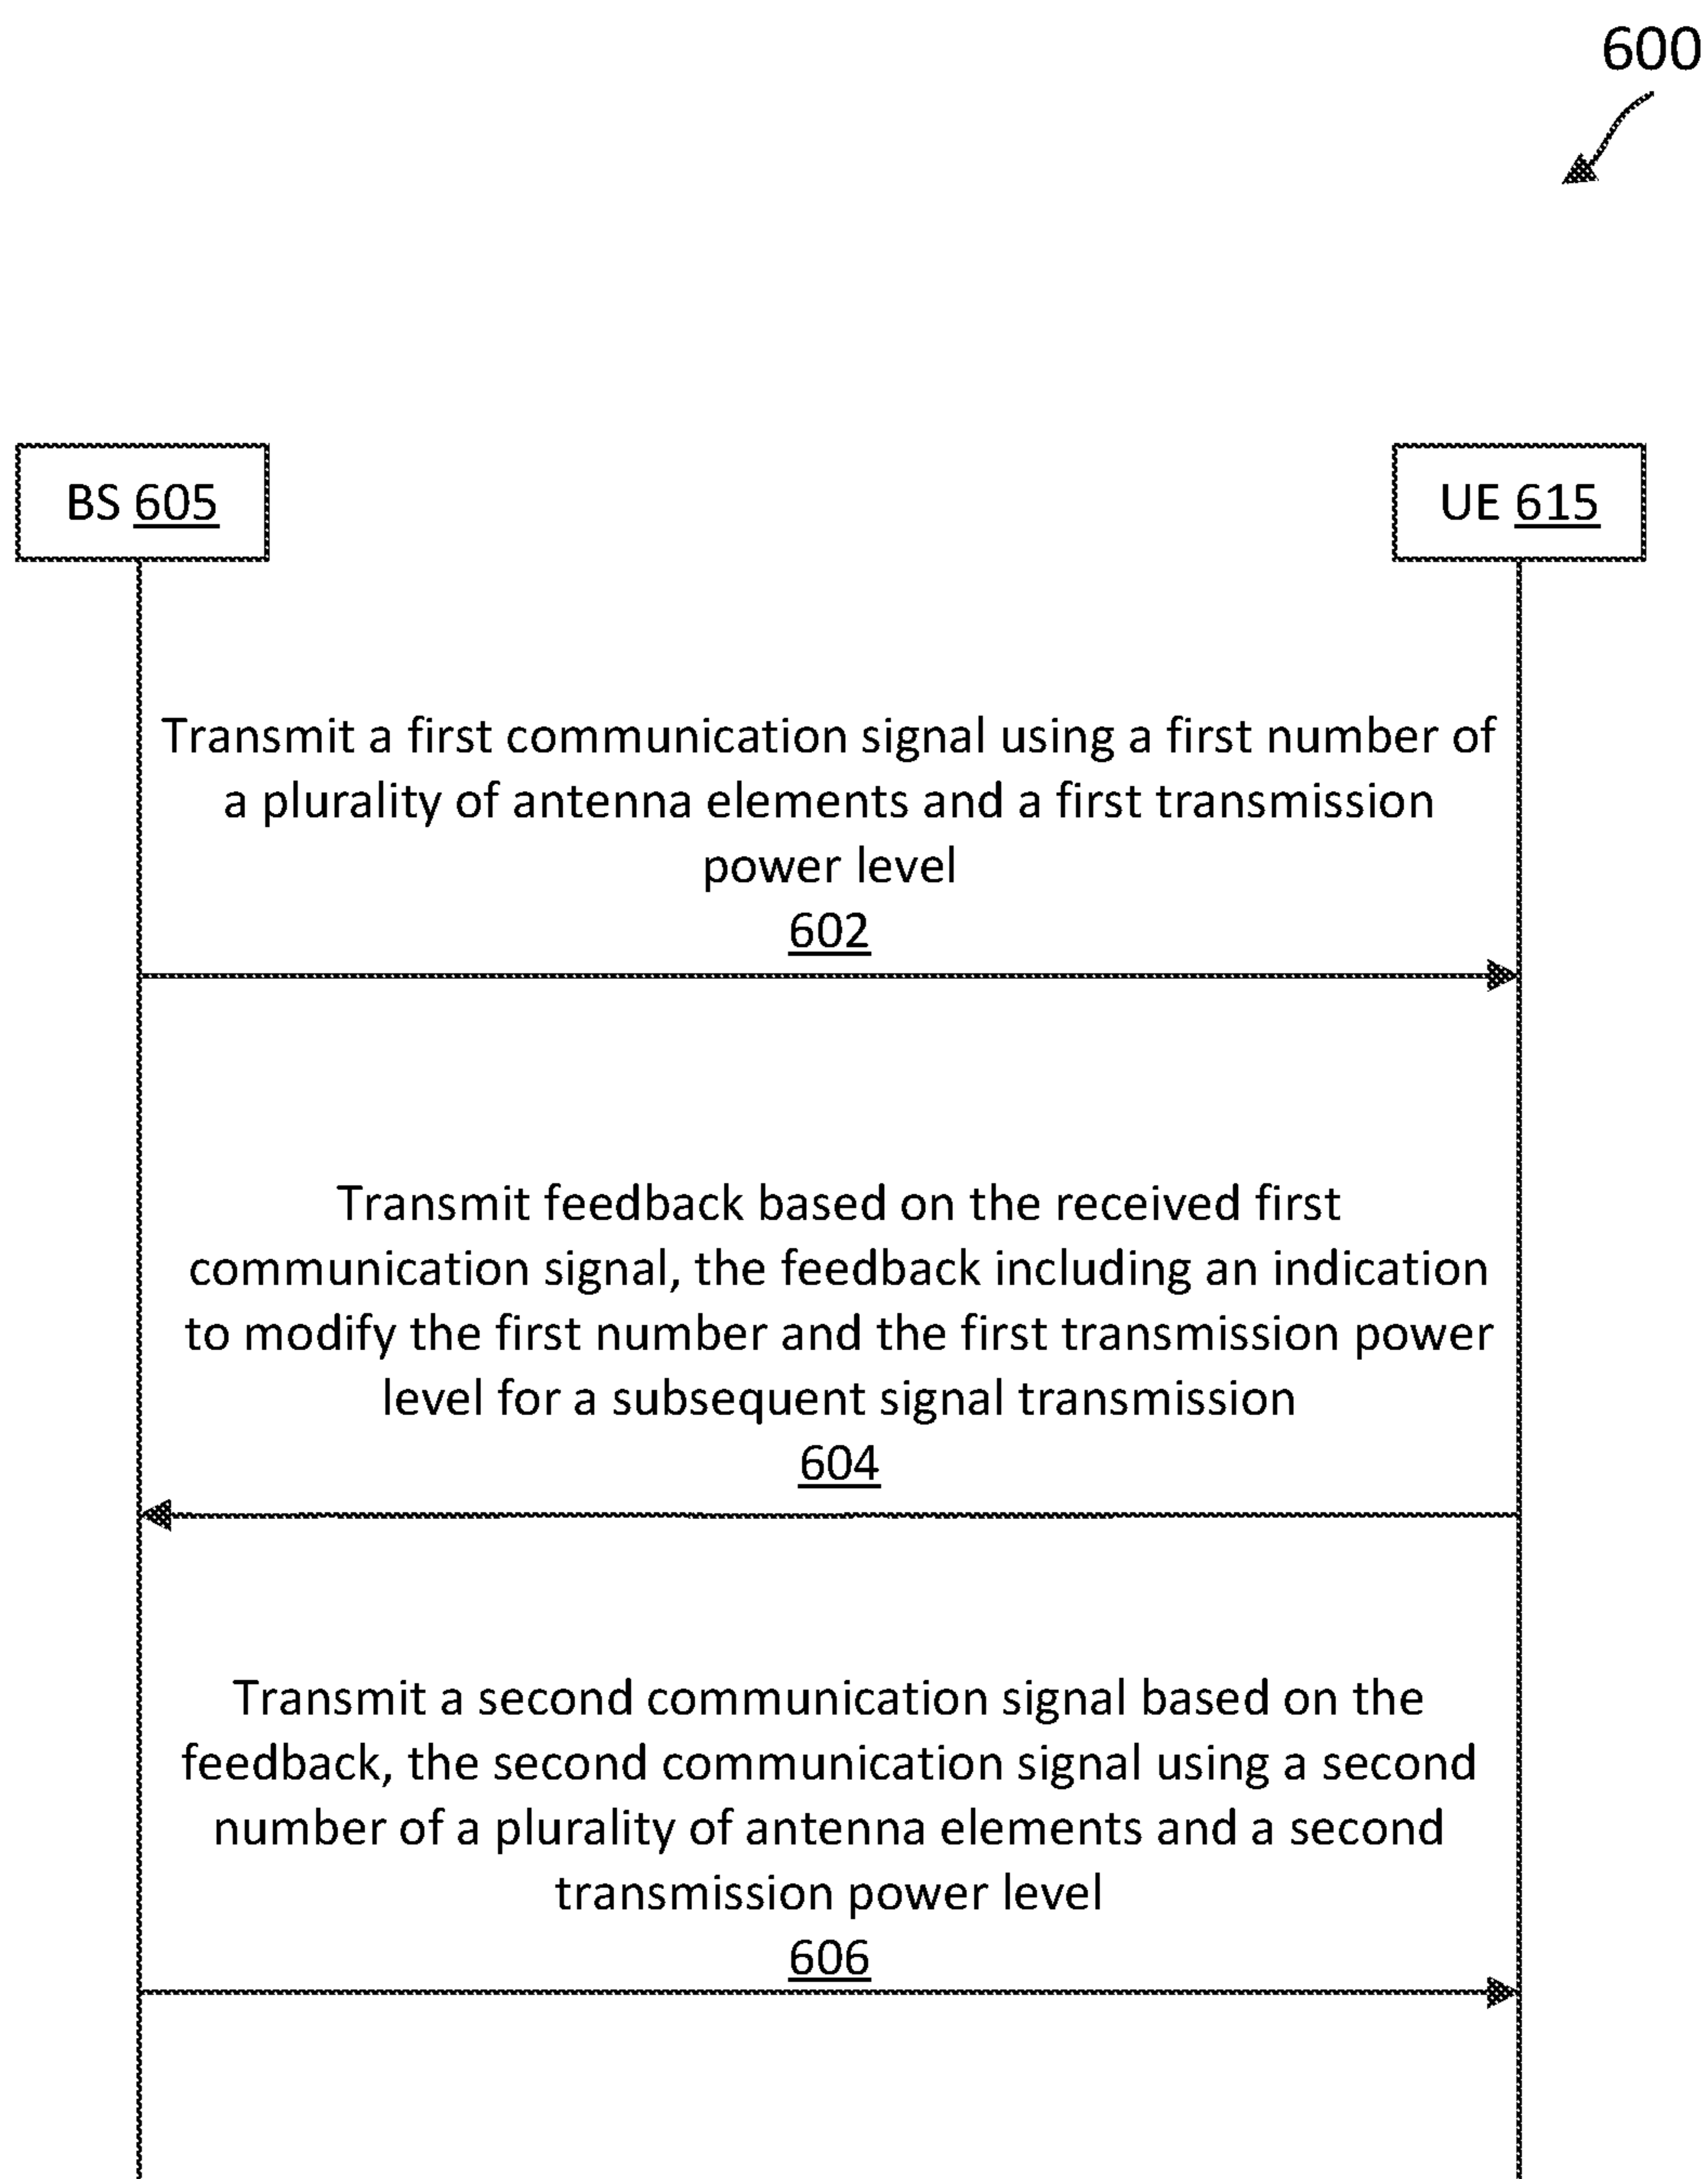 600
BS 605
UE 615
Transmit a first communication signal using a first number of
a plurality of antenna elements and a first transmission
power level
602
Transmit feedback based on the received first
communication signal, the feedback including an indication
to modify the first number and the first transmission power
level for a subsequent signal transmission
604
Transmit a second communication signal based on the
feedback, the second communication signal using a second
number of a plurality of antenna elements and a second
transmission power level
606